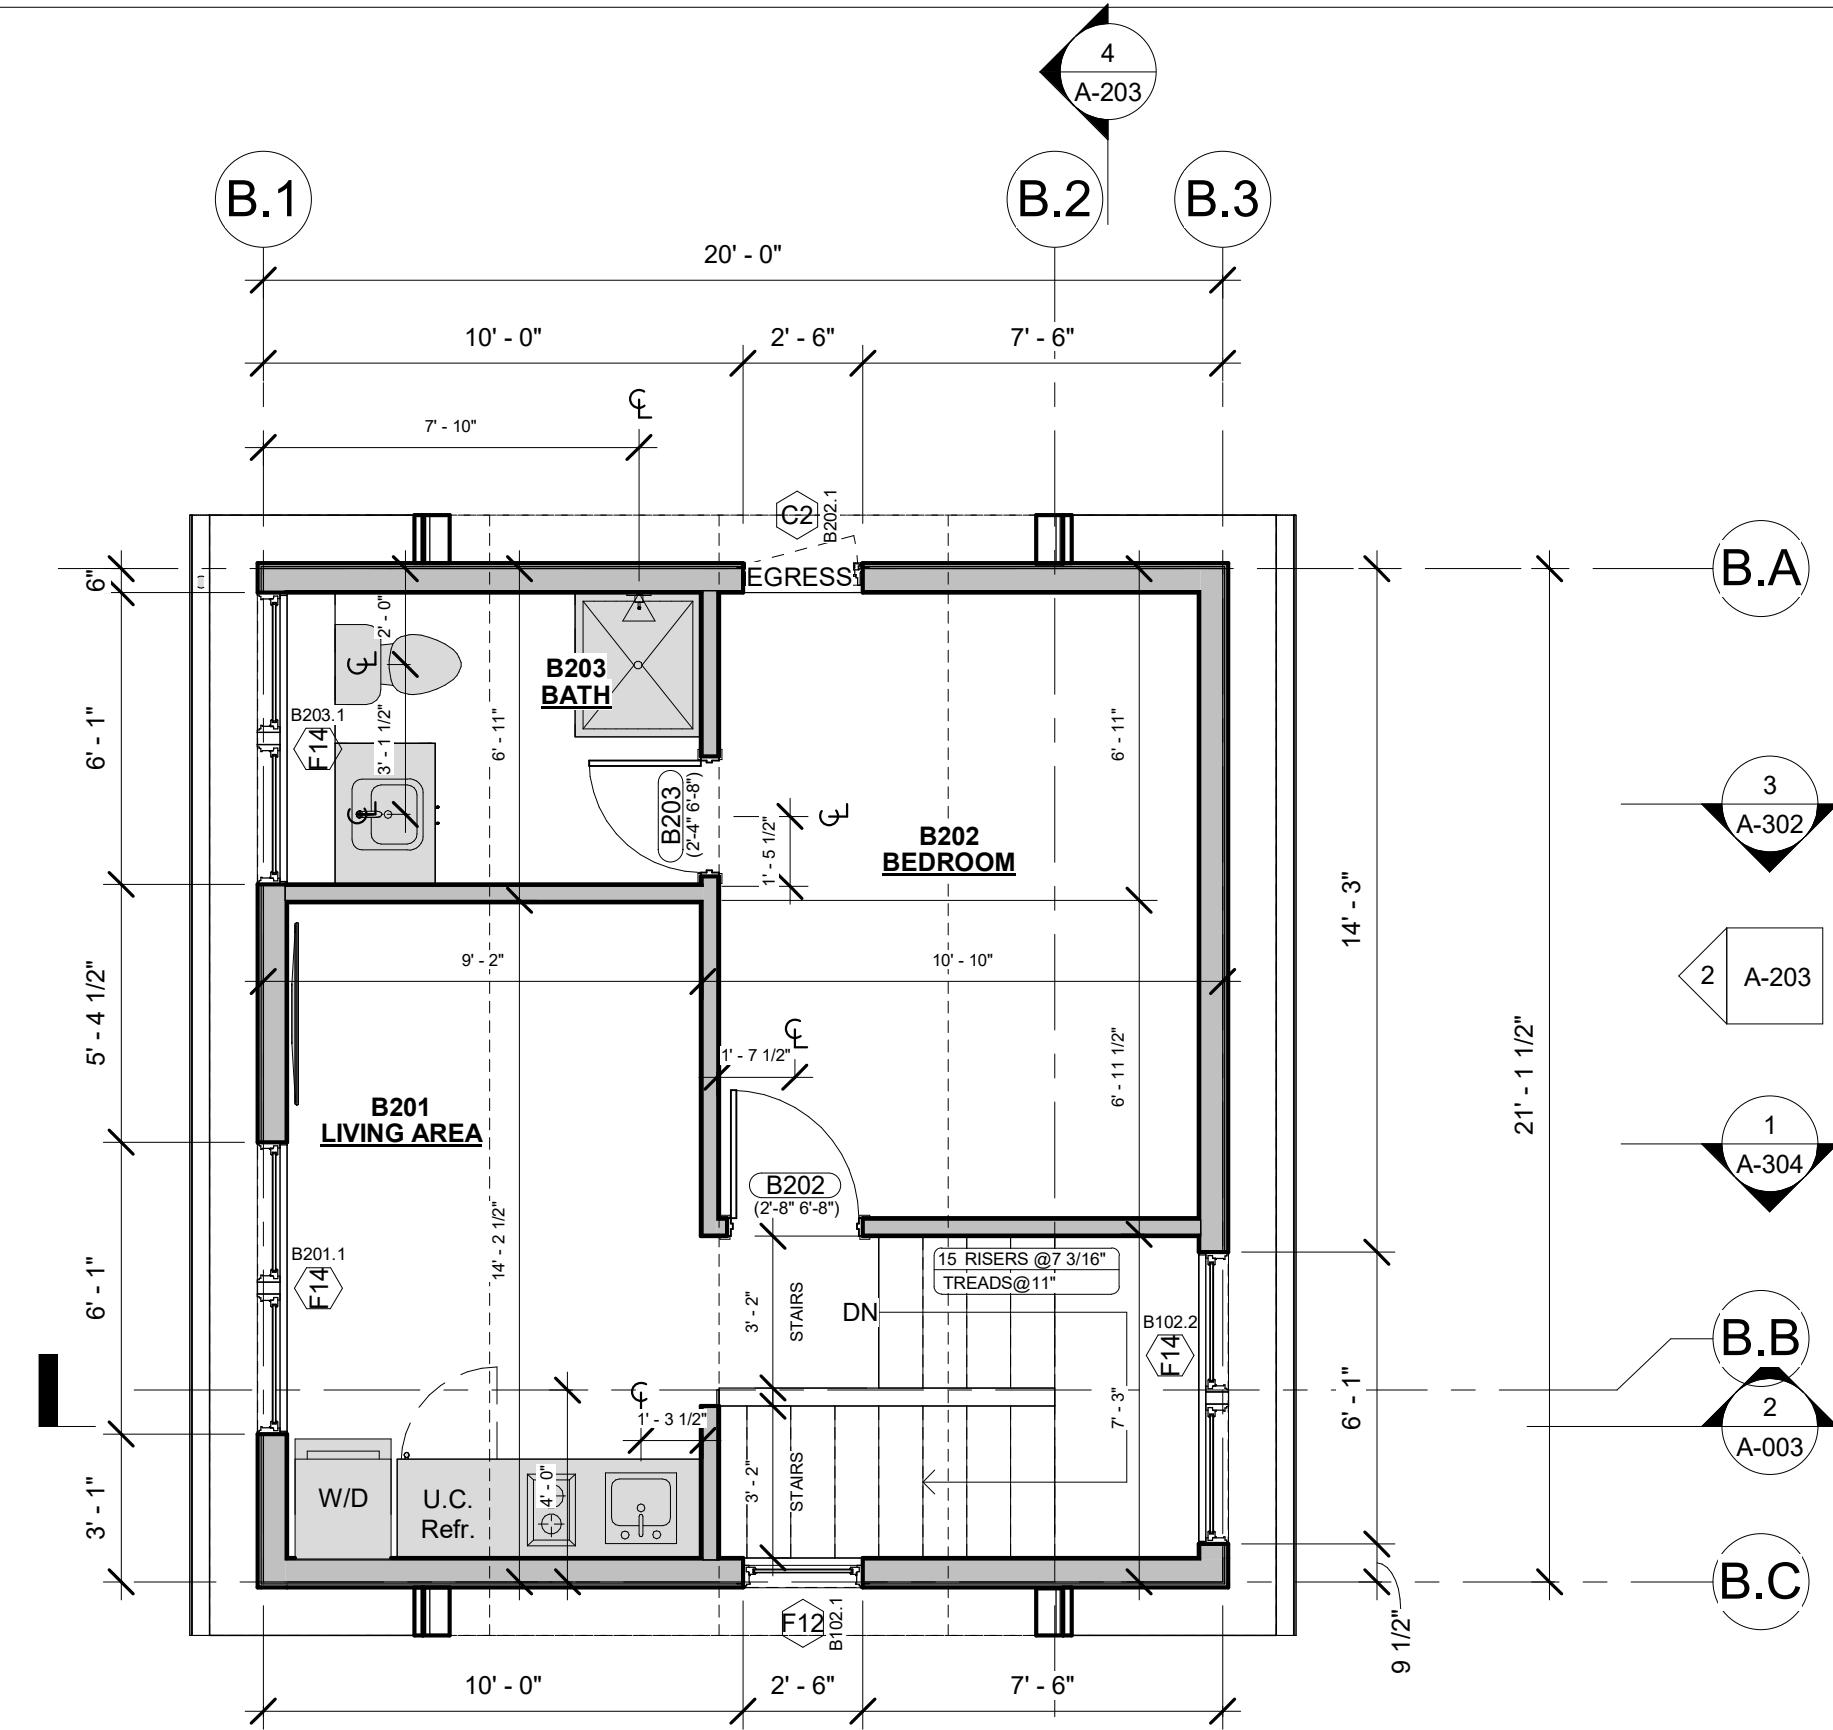 4
A-203
B.1
B.2
B.3
20' - 0"
10' - 0"
2' - 6"
7' - 6"
7' - 10"
C2
B202.1
EGRESS
B.A
6"
2' - 0"
B203
BATH
B203.1
F14
3' - 1 1/2"
6' - 11"
6' - 11"
6' - 1"
B203
(2'-4" 6'-8")
1' - 5 1/2"
B202
BEDROOM
3
A-302
14' - 3"
9' - 2"
10' - 10"
2
A-203
5' - 4 1/2"
1' - 7 1/2"
6' - 11 1/2"
21' - 1 1/2"
B201
LIVING AREA
1
A-304
B202
(2'-8" 6'-8")
14' - 2 1/2"
B201.1
F14
6' - 1"
15 RISERS @7 3/16"
TREADS@11"
3' - 2"
STAIRS
DN
B102.2
F14
B.B
7' - 3"
6' - 1"
1' - 3 1/2"
2
A-003
W/D
U.C.
Refr.
4' - 0"
3' - 2"
STAIRS
3' - 1"
B.C
F12
B102.1
9 1/2"
10' - 0"
2' - 6"
7' - 6"